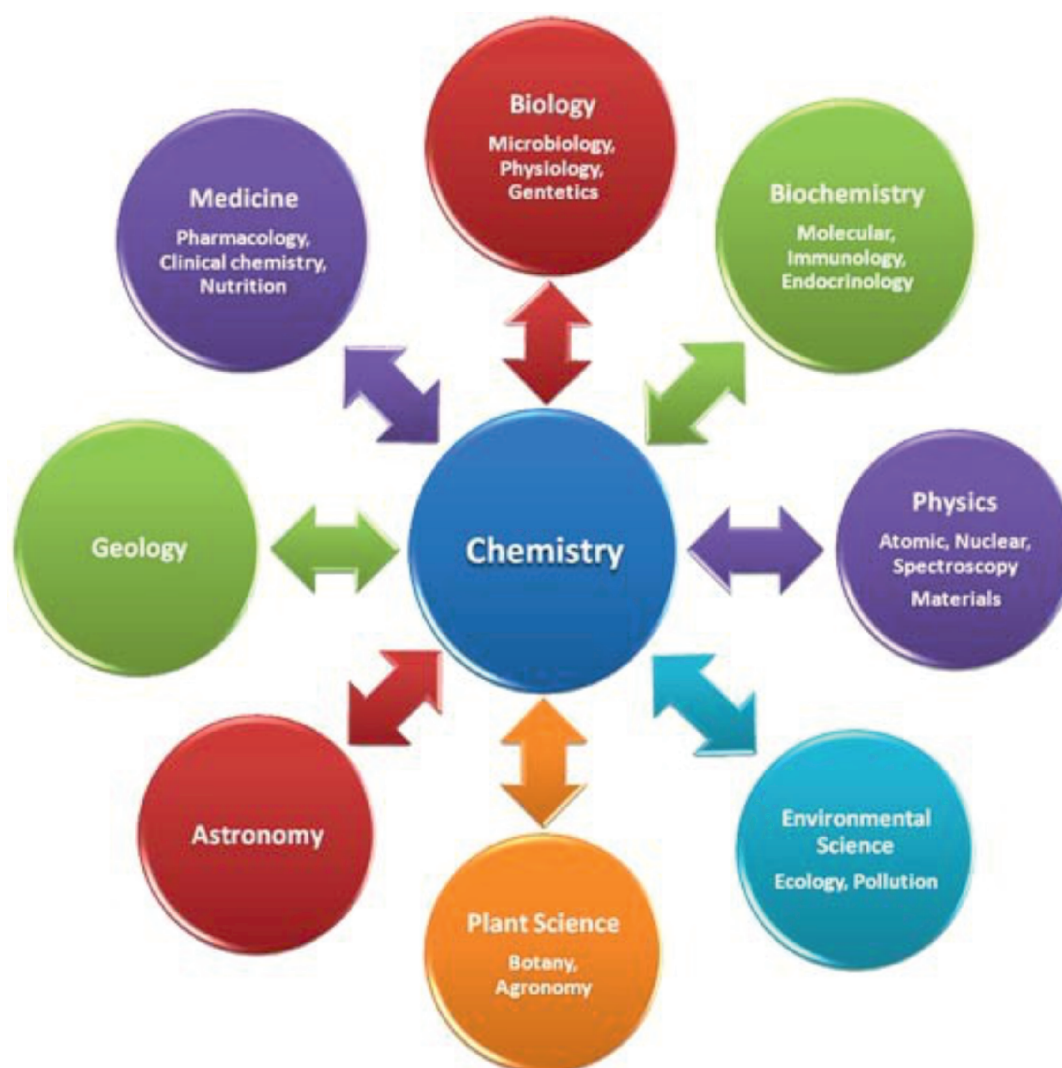 Biology
Microbiology,
Physiology,
Gentetics
Biochemistry
Molecular,
Immunology,
Endocrinology
Physics
Atomic, Nuclear,
Spectroscopy
Materials
Environmental
Science
Ecology, Pollution
Plant Science
Botany,
Agronomy
Astronomy
Geology
Medicine
Pharmacology,
Clinical chemistry,
Nutrition
Chemistry